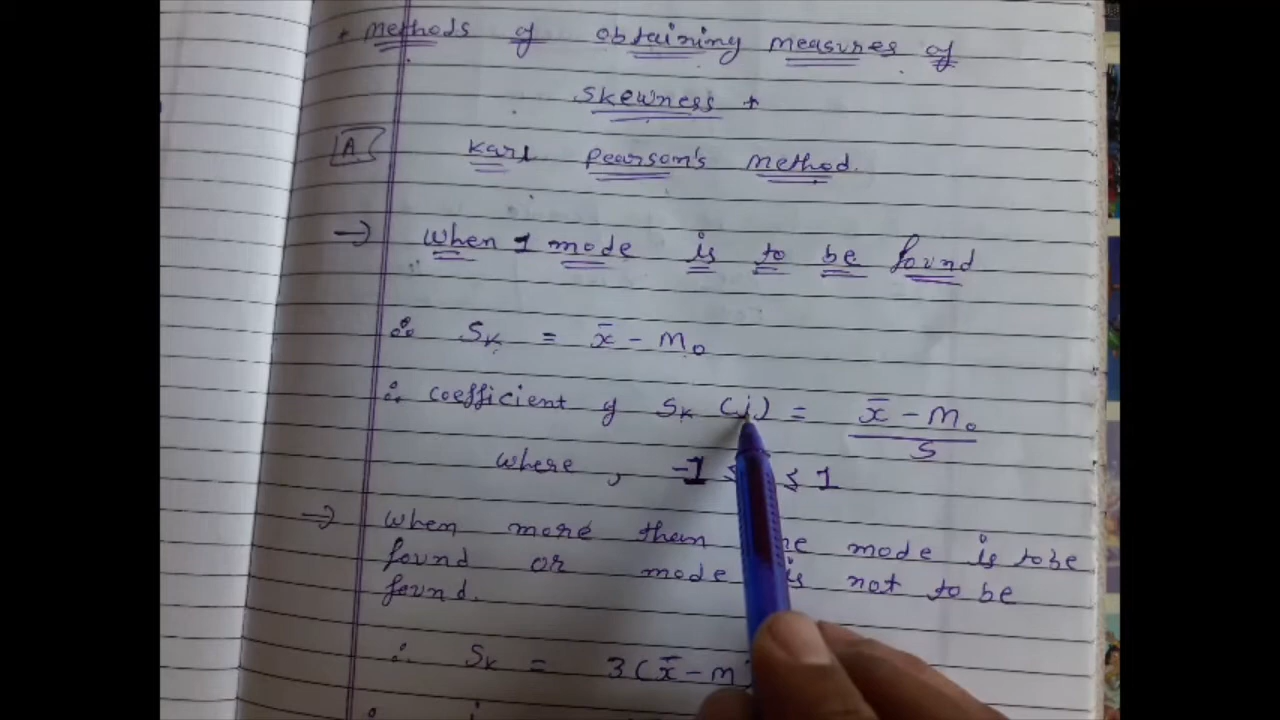 * Methods of obtaining measures of
skewness *
A Karl Pearson's method.
→ When 1 mode is to be found
∴ Sk = x̄ - Mo
∴ coefficient of Sk (j) = x̄ - Mo / S
where, -1 ≤ ≤ 1
→ When more than mode is to be
found or mode is not to be
found.
∴ Sk = 3(x̄ - M